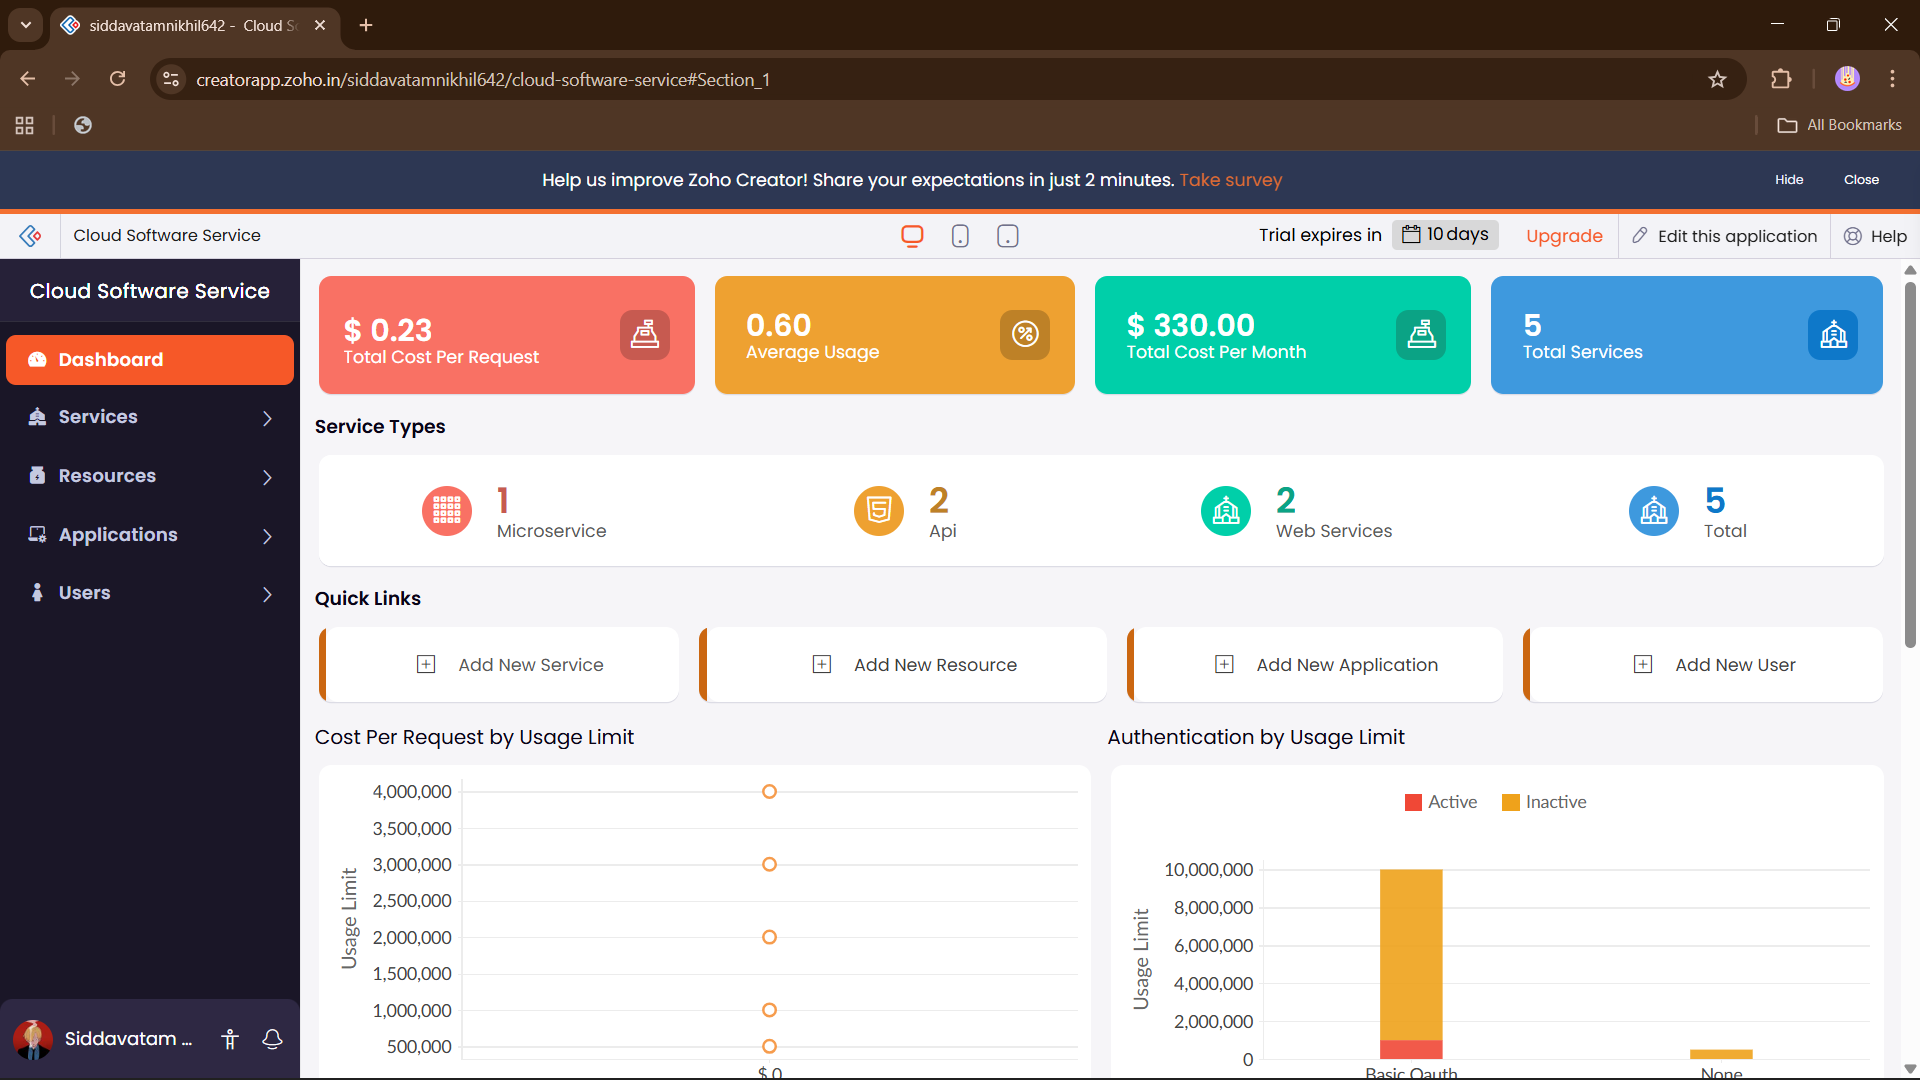 siddavatamnikhil642 - Cloud S
creatorapp.zoho.in/siddavatamnikhil642/cloud-software-service#Section_1
All Bookmarks
Help us improve Zoho Creator! Share your expectations in just 2 minutes. Take survey
Hide
Close
Cloud Software Service
Trial expires in
10 days
Upgrade
Edit this application
Help
Cloud Software Service
Dashboard
Services
Resources
Applications
Users
Siddavatam ...
$ 0.23
Total Cost Per Request
0.60
Average Usage
$ 330.00
Total Cost Per Month
5
Total Services
Service Types
1
Microservice
2
Api
2
Web Services
5
Total
Quick Links
Add New Service
Add New Resource
Add New Application
Add New User
Cost Per Request by Usage Limit
Usage Limit
4,000,000
3,500,000
3,000,000
2,500,000
2,000,000
1,500,000
1,000,000
500,000
$ 0
Authentication by Usage Limit
Active
Inactive
Usage Limit
10,000,000
8,000,000
6,000,000
4,000,000
2,000,000
0
Basic Oauth
None